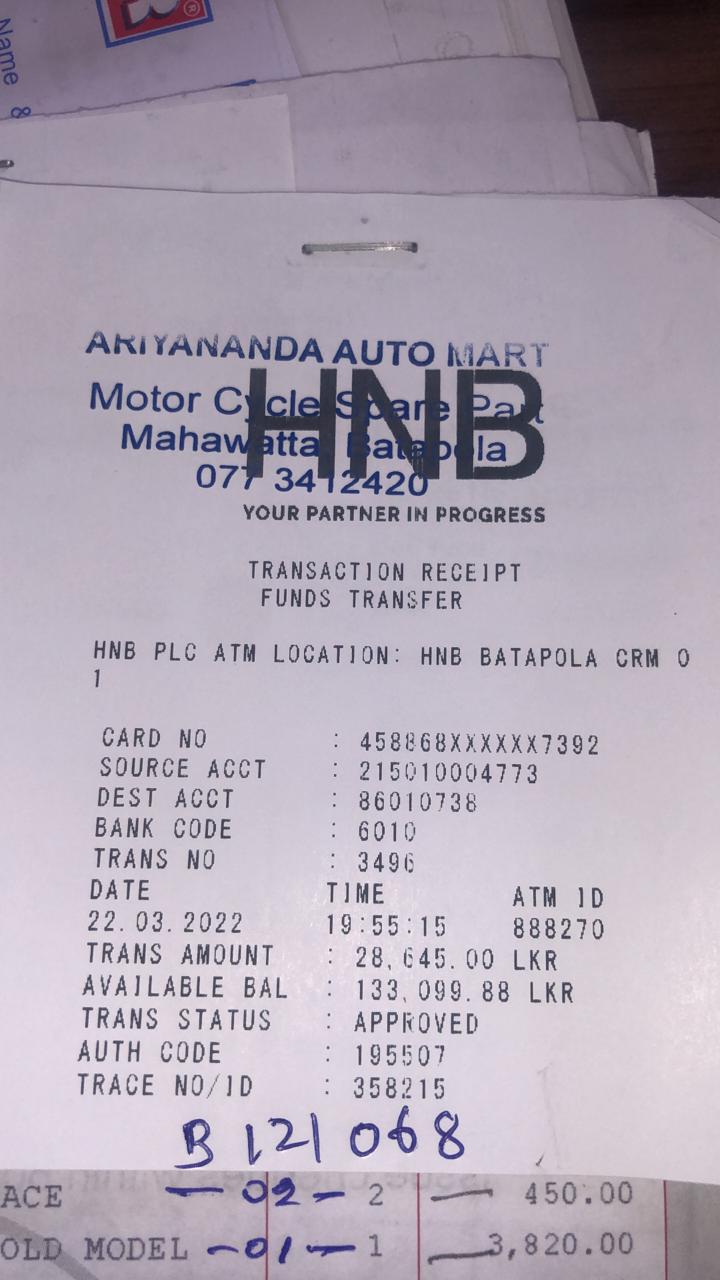 Name &
ARIYANANDA AUTO MART
HNB
Motor Cycle Spare Part
Mahawatta, Batapola
077 3412420
YOUR PARTNER IN PROGRESS
TRANSACTION RECEIPT
FUNDS TRANSFER
HNB PLC ATM LOCATION: HNB BATAPOLA CRM 0
1
CARD NO : 458868XXXXXX7392
SOURCE ACCT : 215010004773
DEST ACCT : 86010738
BANK CODE : 6010
TRANS NO : 3496
DATE TIME ATM ID
22.03.2022 19:55:15 888270
TRANS AMOUNT : 28,645.00 LKR
AVAILABLE BAL : 133,099.88 LKR
TRANS STATUS : APPROVED
AUTH CODE : 195507
TRACE NO/ID : 358215
B 121068
ACE — 02 — 2 — 450.00
OLD MODEL — 01 — 1 — 3,820.00